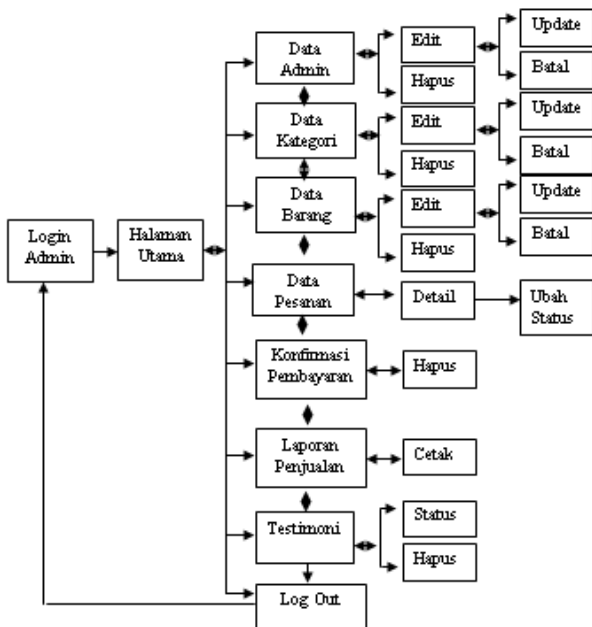 Update
Data
Admin
Edit
Batal
Hapus
Update
Data
Kategori
Edit
Batal
Hapus
Update
Data
Barang
Edit
Batal
Login
Admin
Halaman
Utama
Hapus
Data
Pesanan
Detail
Ubah
Status
Konfirmasi
Pembayaran
Hapus
Laporan
Penjualan
Cetak
Status
Testimoni
Hapus
Log Out